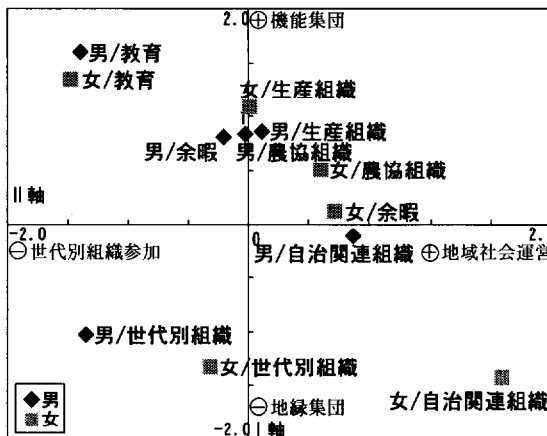 2.0 ⊕機能集団
男/教育
女/教育
女/生産組織
男/生産組織
男/余暇 男/農協組織
女/農協組織
II軸
女/余暇
-2.0 0 2.
⊖世代別組織参加 男/自治関連組織 ⊕地域社会運営
男/世代別組織
女/世代別組織
男
女
⊖地縁集団 女/自治関連組織
-2.0 I軸